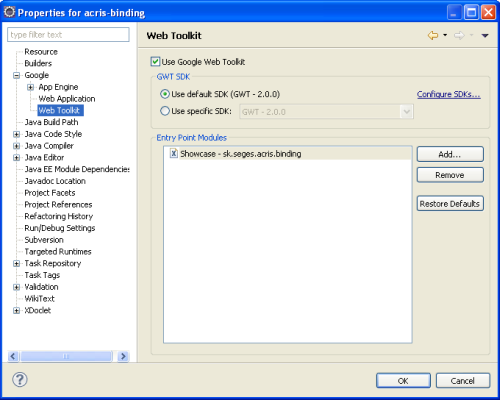 Properties for acris-binding
type filter text
Resource
Builders
Google
App Engine
Web Application
Web Toolkit
Java Build Path
Java Code Style
Java Compiler
Java Editor
Java EE Module Dependencies
Javadoc Location
Project Facets
Project References
Refactoring History
Run/Debug Settings
Subversion
Targeted Runtimes
Task Repository
Task Tags
Validation
WikiText
XDoclet
Web Toolkit
Use Google Web Toolkit
GWT SDK
Use default SDK (GWT - 2.0.0)
Configure SDKs...
Use specific SDK:
GWT - 2.0.0
Entry Point Modules
Showcase - sk.seges.acris.binding
Add...
Remove
Restore Defaults
OK
Cancel